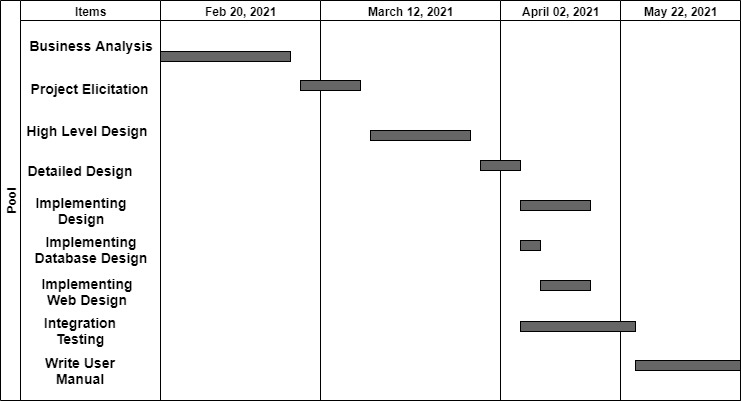 Items
Feb 20, 2021
March 12, 2021
April 02, 2021
May 22, 2021
Pool
Business Analysis
Project Elicitation
High Level Design
Detailed Design
Implementing
Design
Implementing
Database Design
Implementing
Web Design
Integration
Testing
Write User
Manual